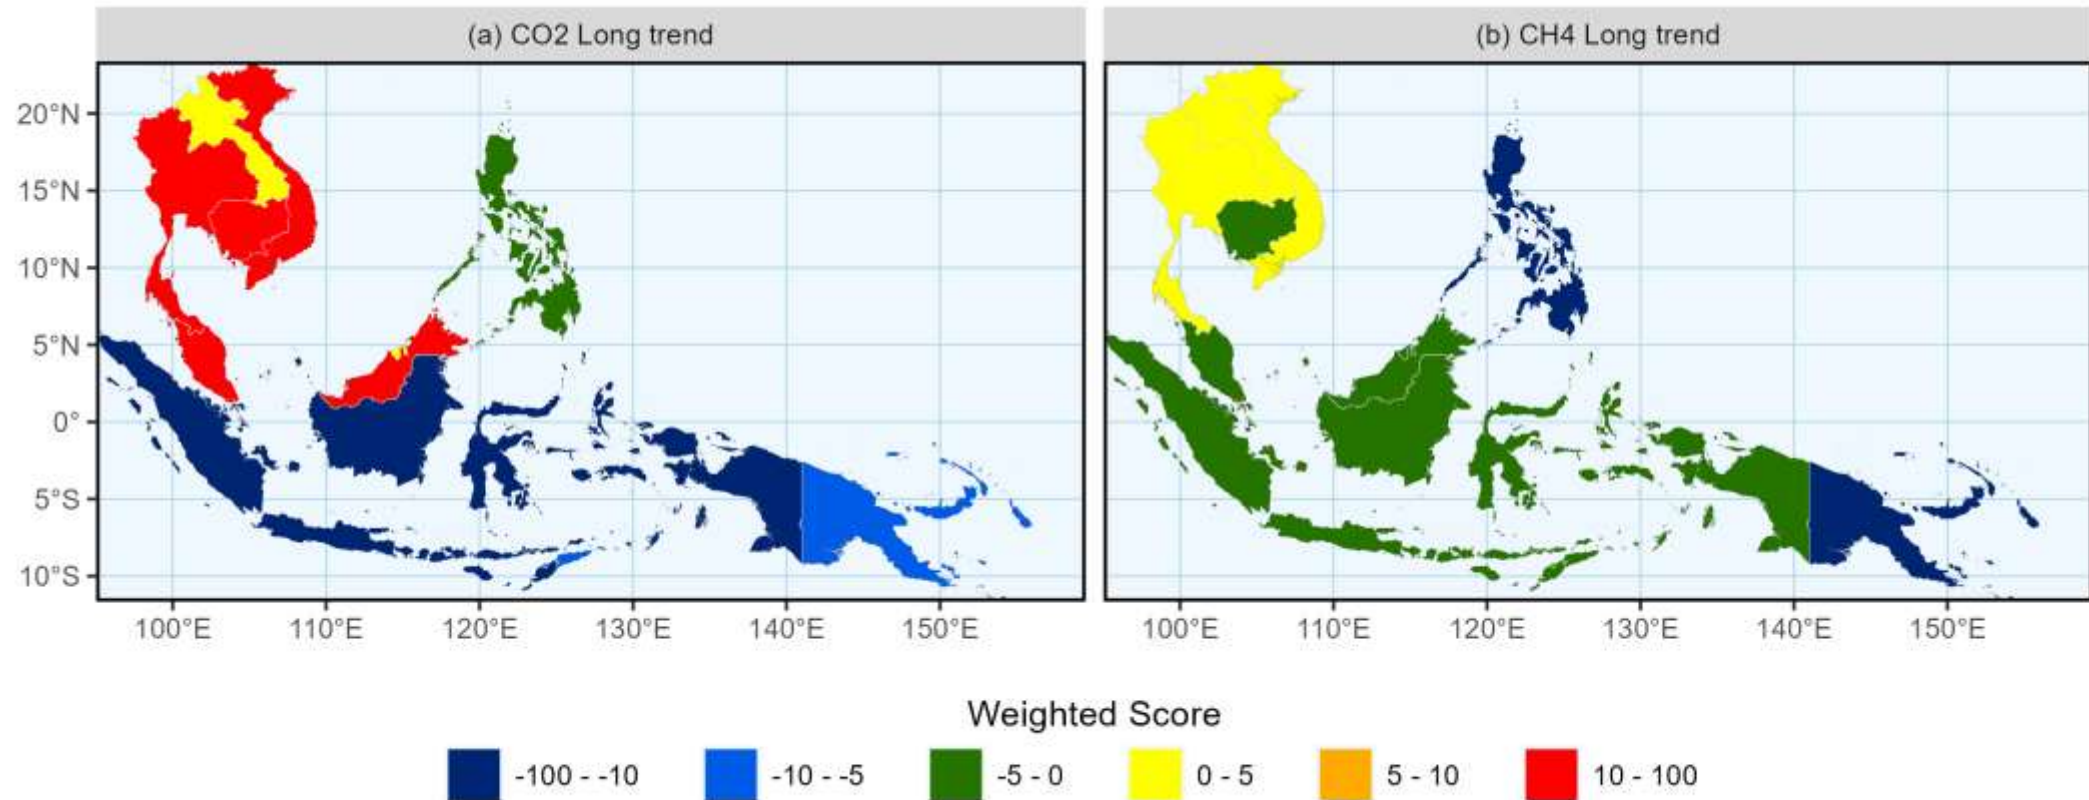 (a) CO2 Long trend
(b) CH4 Long trend
20°N
15°N
10°N
5°N
0°
5°S
10°S
100°E 110°E 120°E 130°E 140°E 150°E
100°E 110°E 120°E 130°E 140°E 150°E
Weighted Score
-100 - -10 -10 - -5 -5 - 0 0 - 5 5 - 10 10 - 100